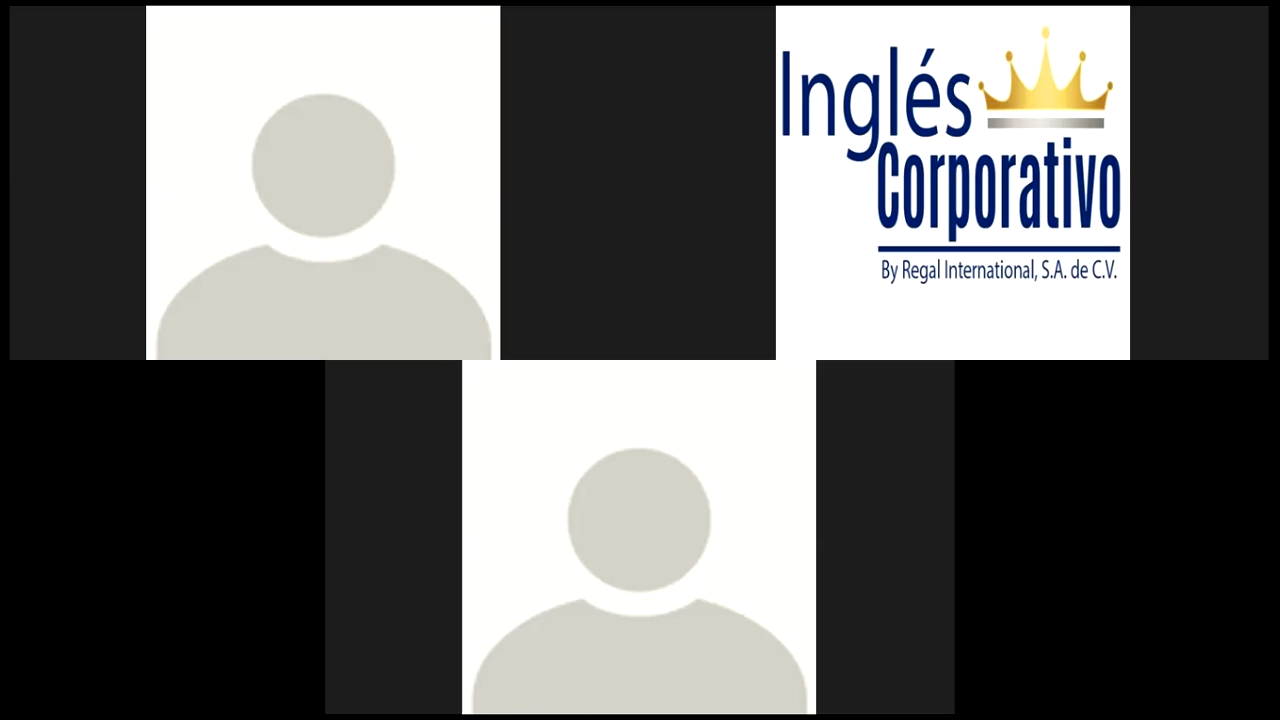 Inglés
Corporativo
By Regal International, S.A. de C.V.